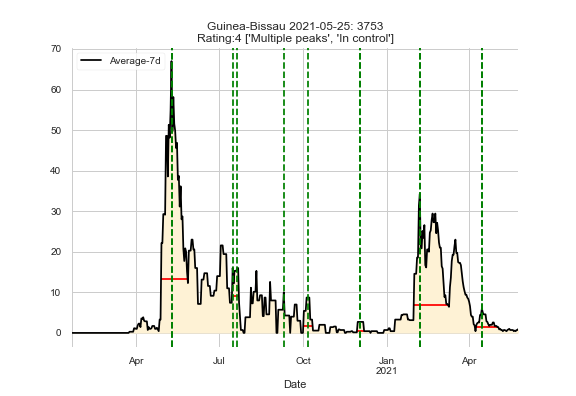 Guinea-Bissau 2021-05-25: 3753
Rating:4 ['Multiple peaks', 'In control']
Average-7d
70
60
50
40
30
20
10
0
Apr
Jul
Oct
Jan
2021
Apr
Date